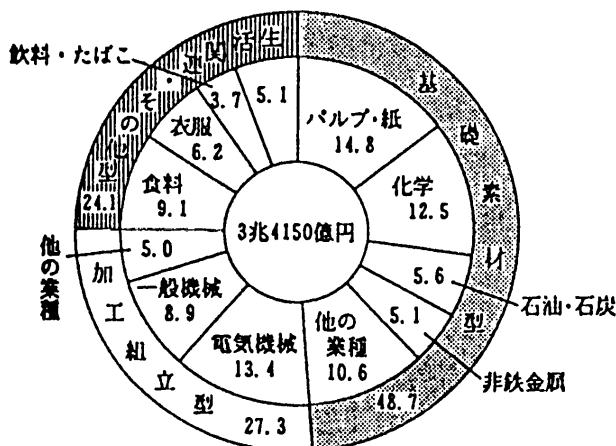 基礎素材型
48.7
パルプ・紙
14.8
化学
12.5
5.6
石油・石炭
5.1
非鉄金属
他の
業種
10.6
加工組立型
27.3
電気機械
13.4
一般機械
8.9
5.0
他の業種
生活関連・その他型
24.1
食料
9.1
衣服
6.2
飲料・たばこ
3.7
5.1
3兆4150億円